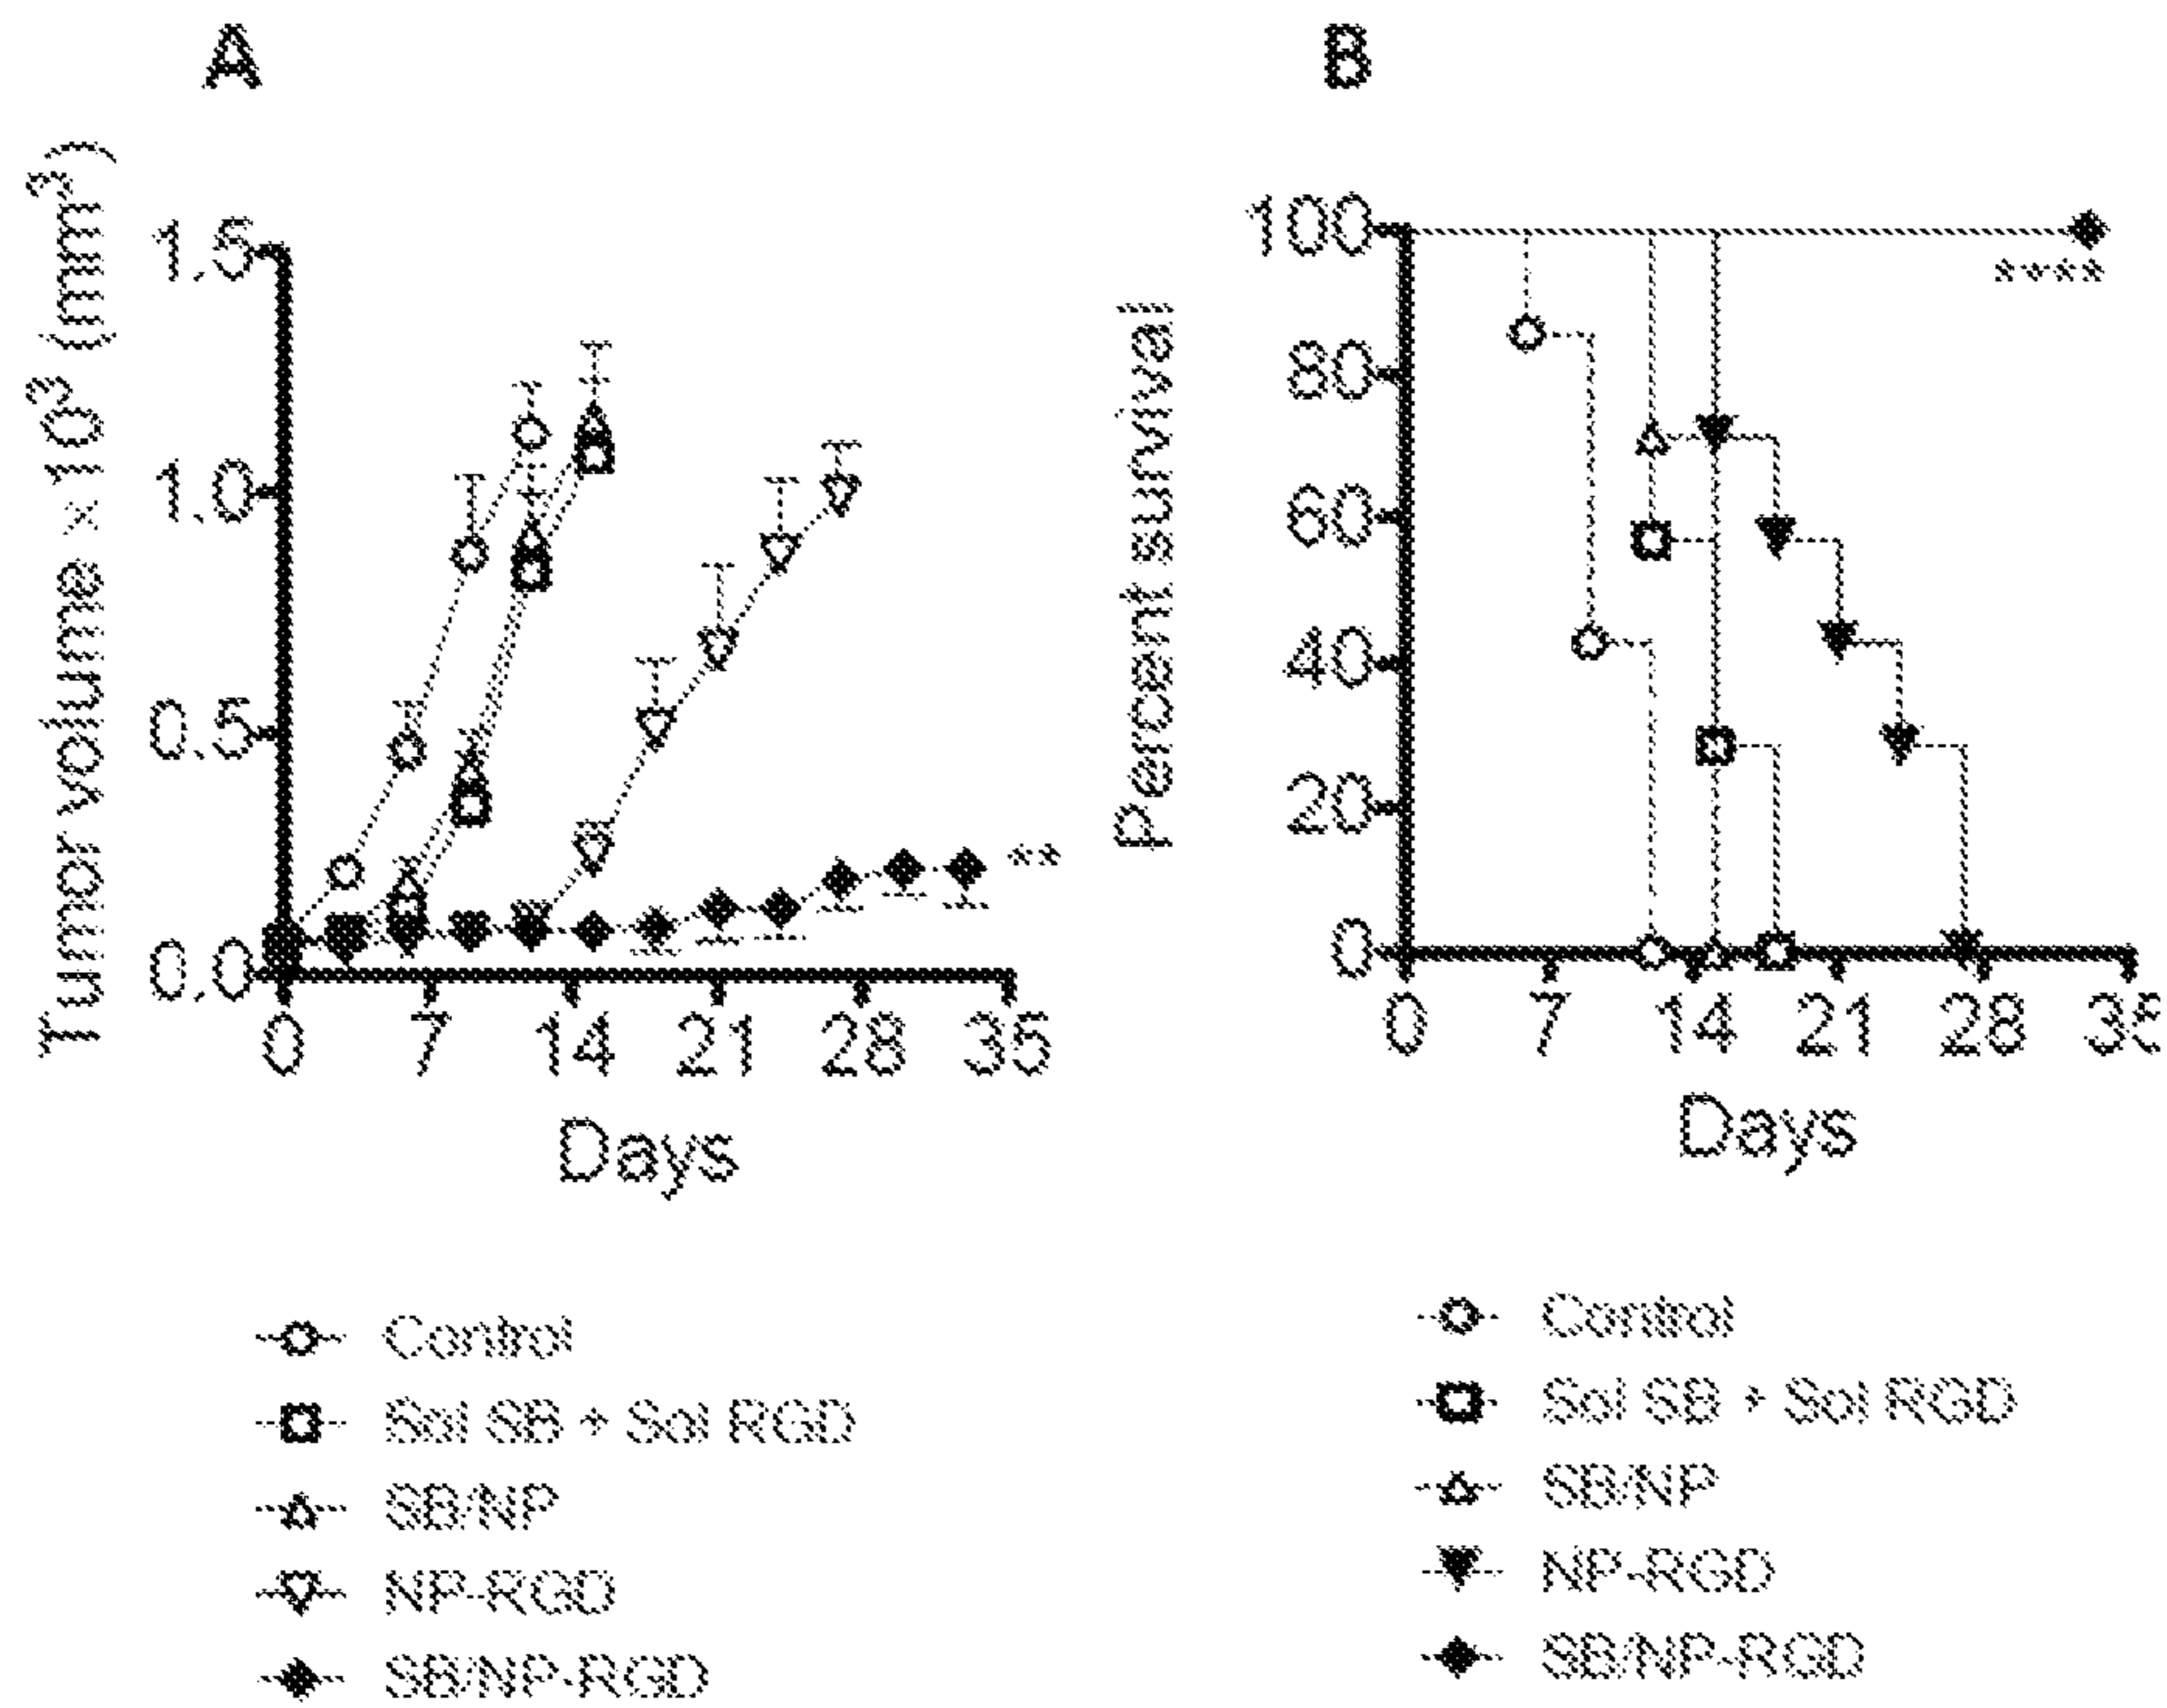 A
Tumor volume × 10³ (mm³)
1.5
1.0
0.5
0.0
0 7 14 21 28 35
Days
**
Control
Sol SB + Sol RGD
SB/NP
NP-RGD
SB/NP-RGD
B
Percent survival
100
80
60
40
20
0
0 7 14 21 28
Days
Control
Sol SB + Sol RGD
SB/NP
NP-RGD
SB/NP-RGD